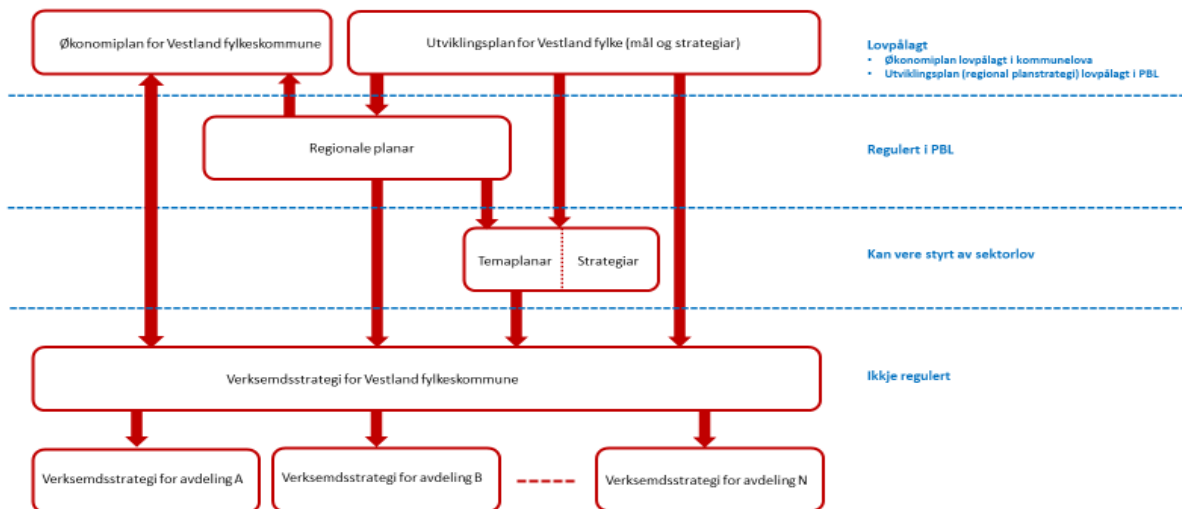 Økonomiplan for Vestland fylkeskommune
Utviklingsplan for Vestland fylke (mål og strategiar)
Lovpålagt
• Økonomiplan lovpålagt i kommunelova
• Utviklingsplan (regional planstrategi) lovpålagt i PBL
Regionale planar
Regulert i PBL
Temaplanar
Strategiar
Kan vere styrt av sektorlov
Verksemdsstrategi for Vestland fylkeskommune
Ikkje regulert
Verksemdsstrategi for avdeling A
Verksemdsstrategi for avdeling B
Verksemdsstrategi for avdeling N